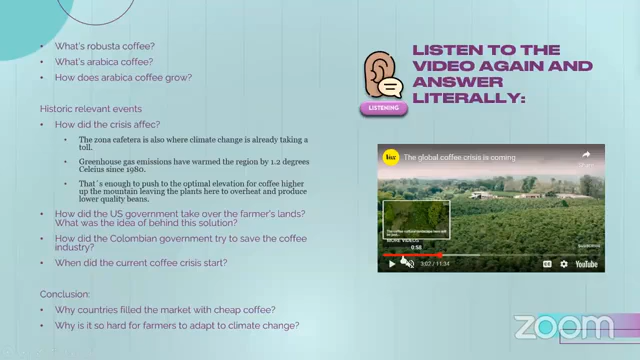 • What's robusta coffee?
• What's arabica coffee?
• How does arabica coffee grow?
Historic relevant events
• How did the crisis affec?
• The zona cafetera is also where climate change is already taking a
toll.
• Greenhouse gas emissions have warmed the region by 1.2 degrees
Celcius since 1980.
• That´s enough to push to the optimal elevation for coffee higher
up the mountain leaving the plants here to overheat and produce
lower quality beans.
• How did the US government take over the farmer's lands?
What was the idea of behind this solution?
• How did the Colombian government try to save the coffee
industry?
• When did the current coffee crisis start?
Conclusion:
• Why countries filled the market with cheap coffee?
• Why is it so hard for farmers to adapt to climate change?
LISTEN TO THE
VIDEO AGAIN AND
ANSWER
LITERALLY:
LISTENING
Vox
The global coffee crisis is coming
MORE VIDEOS
0:58
3:02 / 11:34
CC
YouTube
zoom